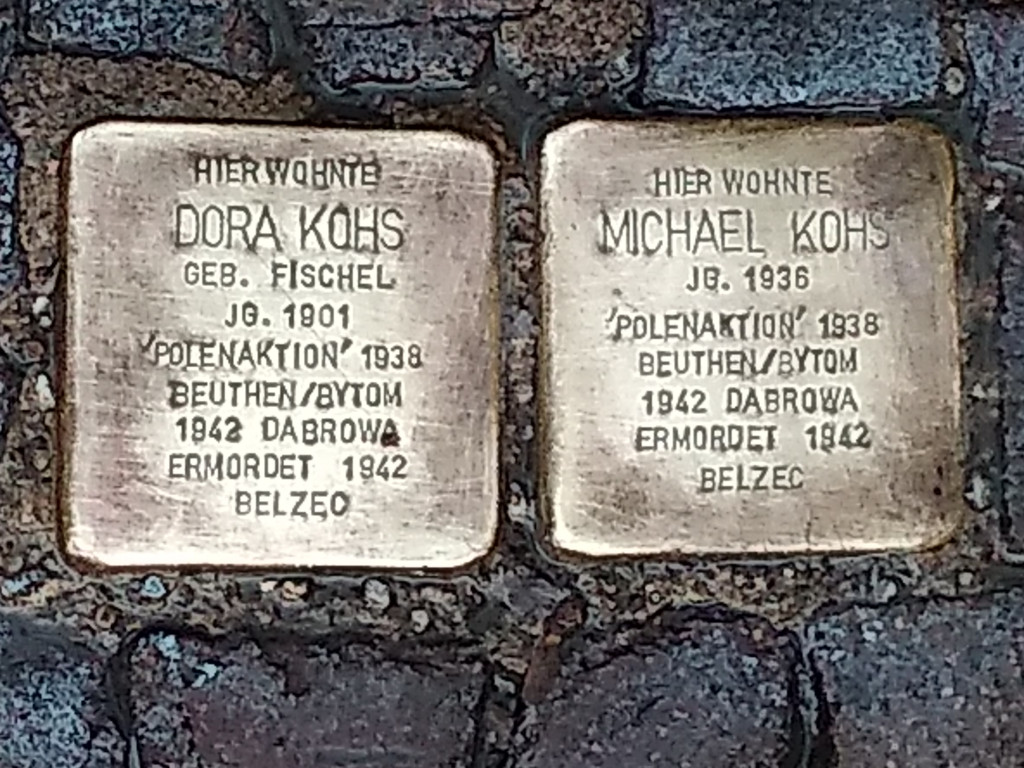 HIER WOHNTE
DORA KOHS
GEB. FISCHEL
JG. 1901
'POLENAKTION' 1938
BEUTHEN/BYTOM
1942 DABROWA
ERMORDET 1942
BELZEC
HIER WOHNTE
MICHAEL KOHS
JG. 1936
'POLENAKTION' 1938
BEUTHEN/BYTOM
1942 DABROWA
ERMORDET 1942
BELZEC